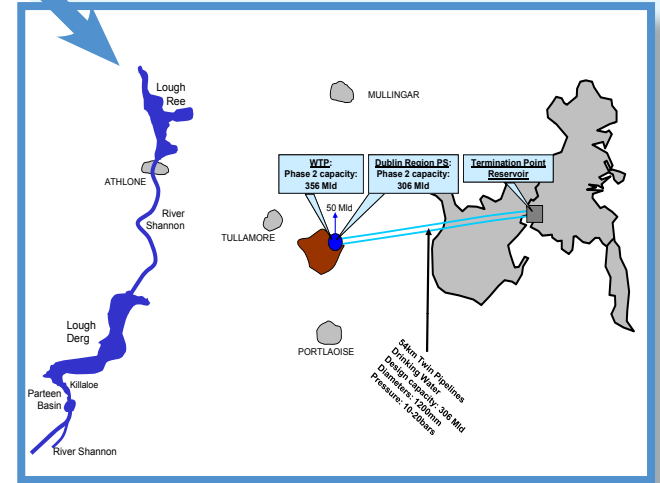 Lough
Ree
MULLINGAR
ATHLONE
WTP:
Phase 2 capacity:
356 Mld
Dublin Region PS:
Phase 2 capacity:
306 Mld
Termination Point
Reservoir
50 Mld
River
Shannon
TULLAMORE
Lough
Derg
PORTLAOISE
54km Twin Pipelines
Drinking Water
Design capacity: 306 Mld
Diameters: 1200mm
Pressure: 10-20bars
Killaloe
Parteen
Basin
River Shannon